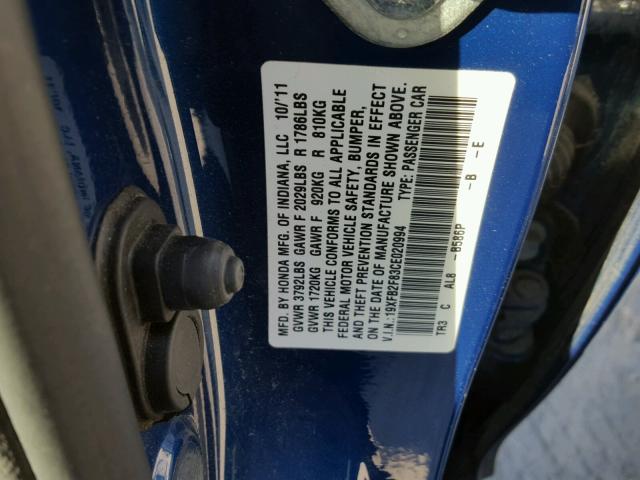 MFD. BY HONDA MFG. OF INDIANA, LLC 10/'11
GVWR 3792LBS GAWR F 2029LBS R 1786LBS
GVWR 1720KG GAWR F 920KG R 810KG
THIS VEHICLE CONFORMS TO ALL APPLICABLE
FEDERAL MOTOR VEHICLE SAFETY, BUMPER,
AND THEFT PREVENTION STANDARDS IN EFFECT
ON THE DATE OF MANUFACTURE SHOWN ABOVE.
V.I.N.:19XFB2F83CE020994 TYPE: PASSENGER CAR
TR3 C AL8 -B566P -B -E